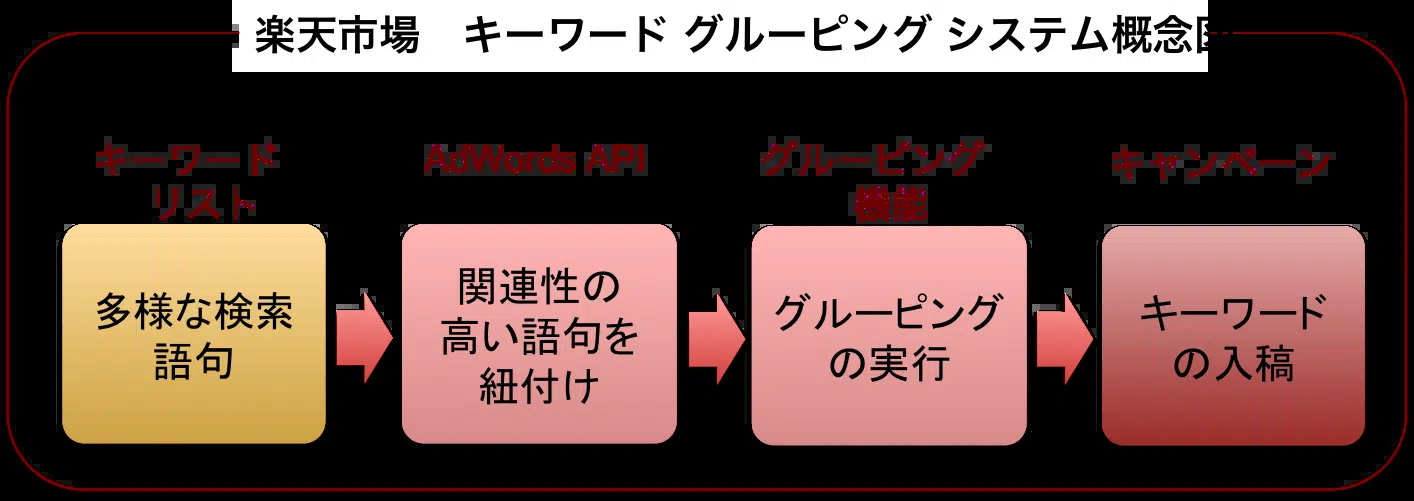 楽天市場　キーワード グルーピング システム概念図
キーワード
リスト
AdWords API
グルーピング
機能
キャンペーン
多様な検索
語句
関連性の
高い語句を
紐付け
グルーピング
の実行
キーワード
の入稿